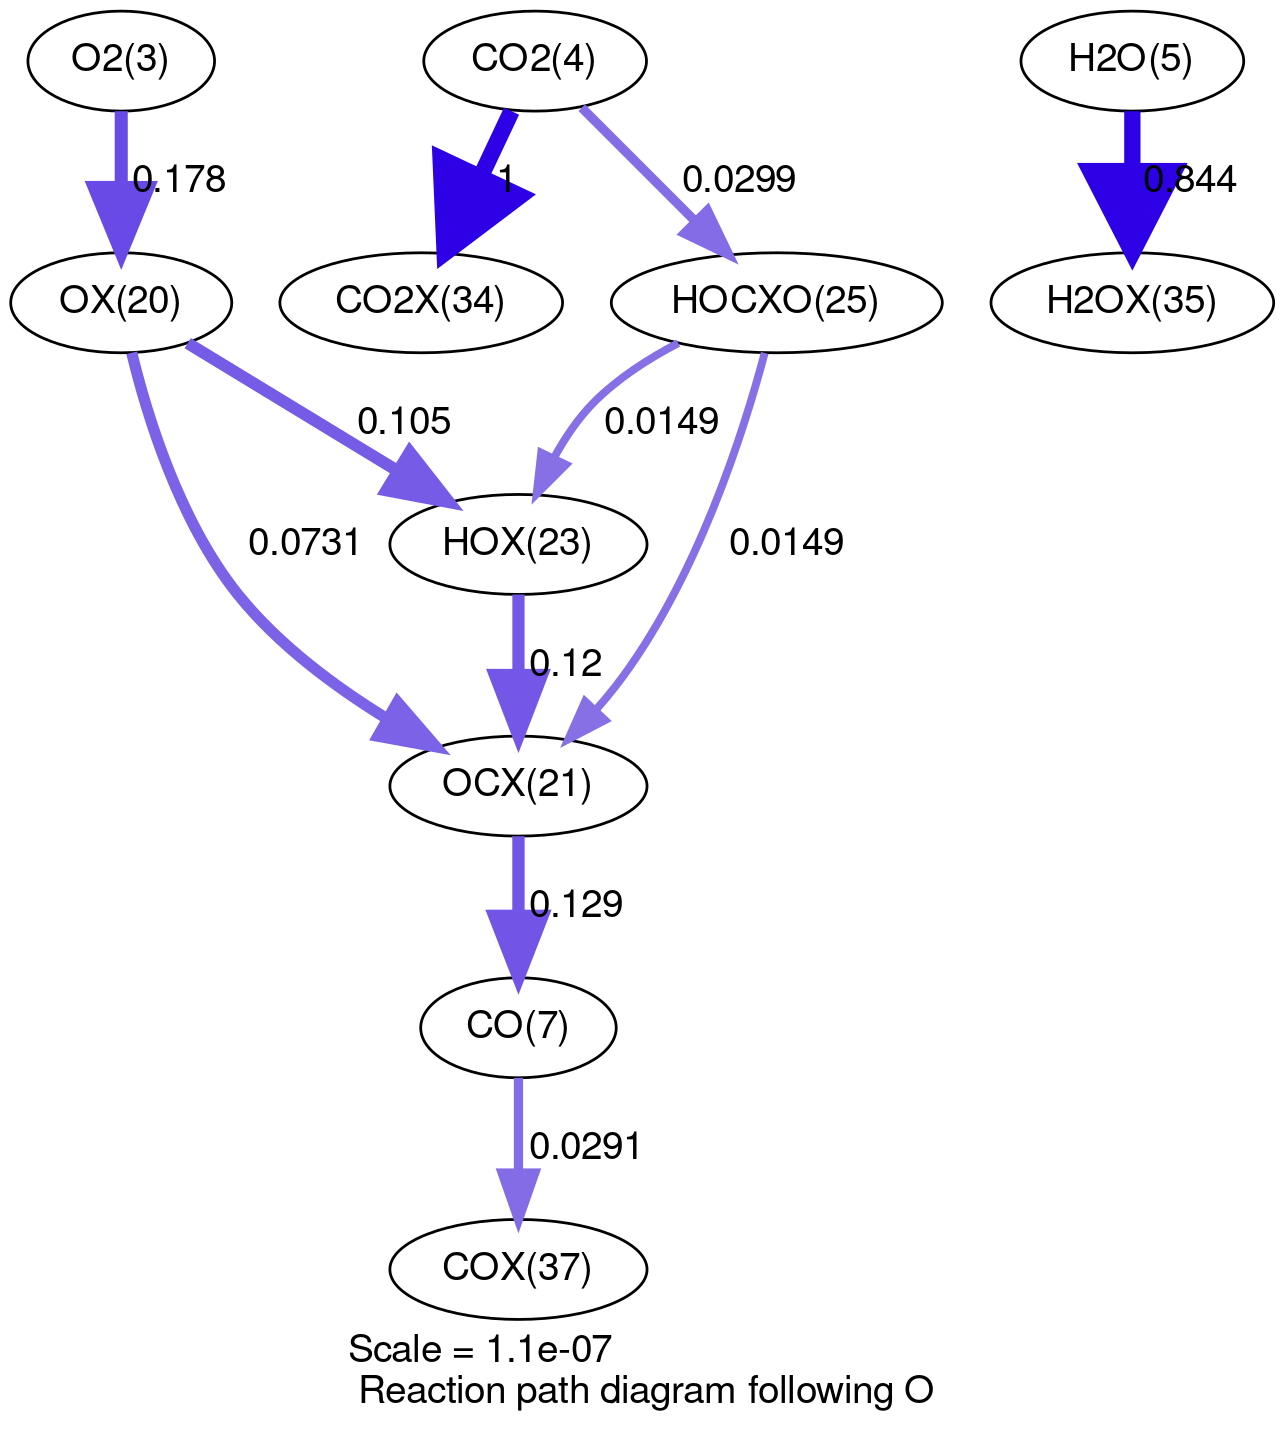 O2(3)
CO2(4)
H2O(5)
0.178
1
0.0299
0.844
OX(20)
CO2X(34)
HOCXO(25)
H2OX(35)
0.105
0.0149
0.0731
HOX(23)
0.0149
0.12
OCX(21)
0.129
CO(7)
0.0291
COX(37)
Scale = 1.1e-07
Reaction path diagram following O